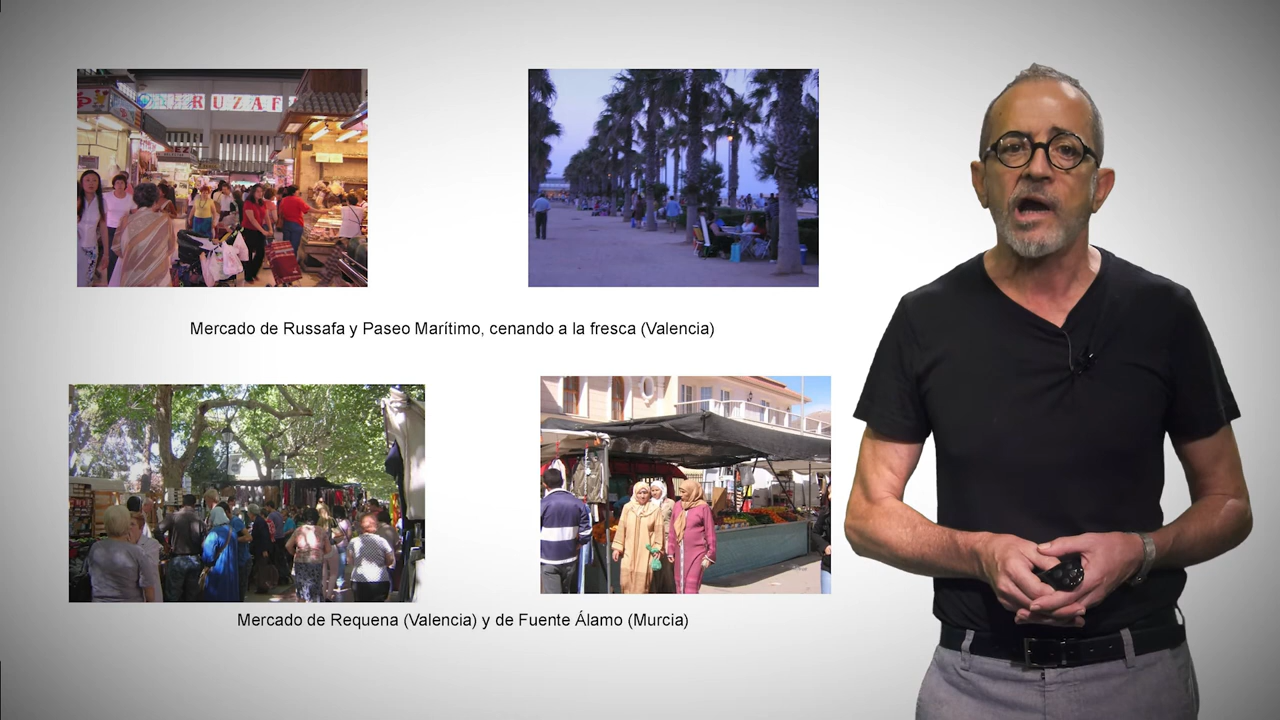 RUZAF
Mercado de Russafa y Paseo Marítimo, cenando a la fresca (Valencia)
Mercado de Requena (Valencia) y de Fuente Álamo (Murcia)